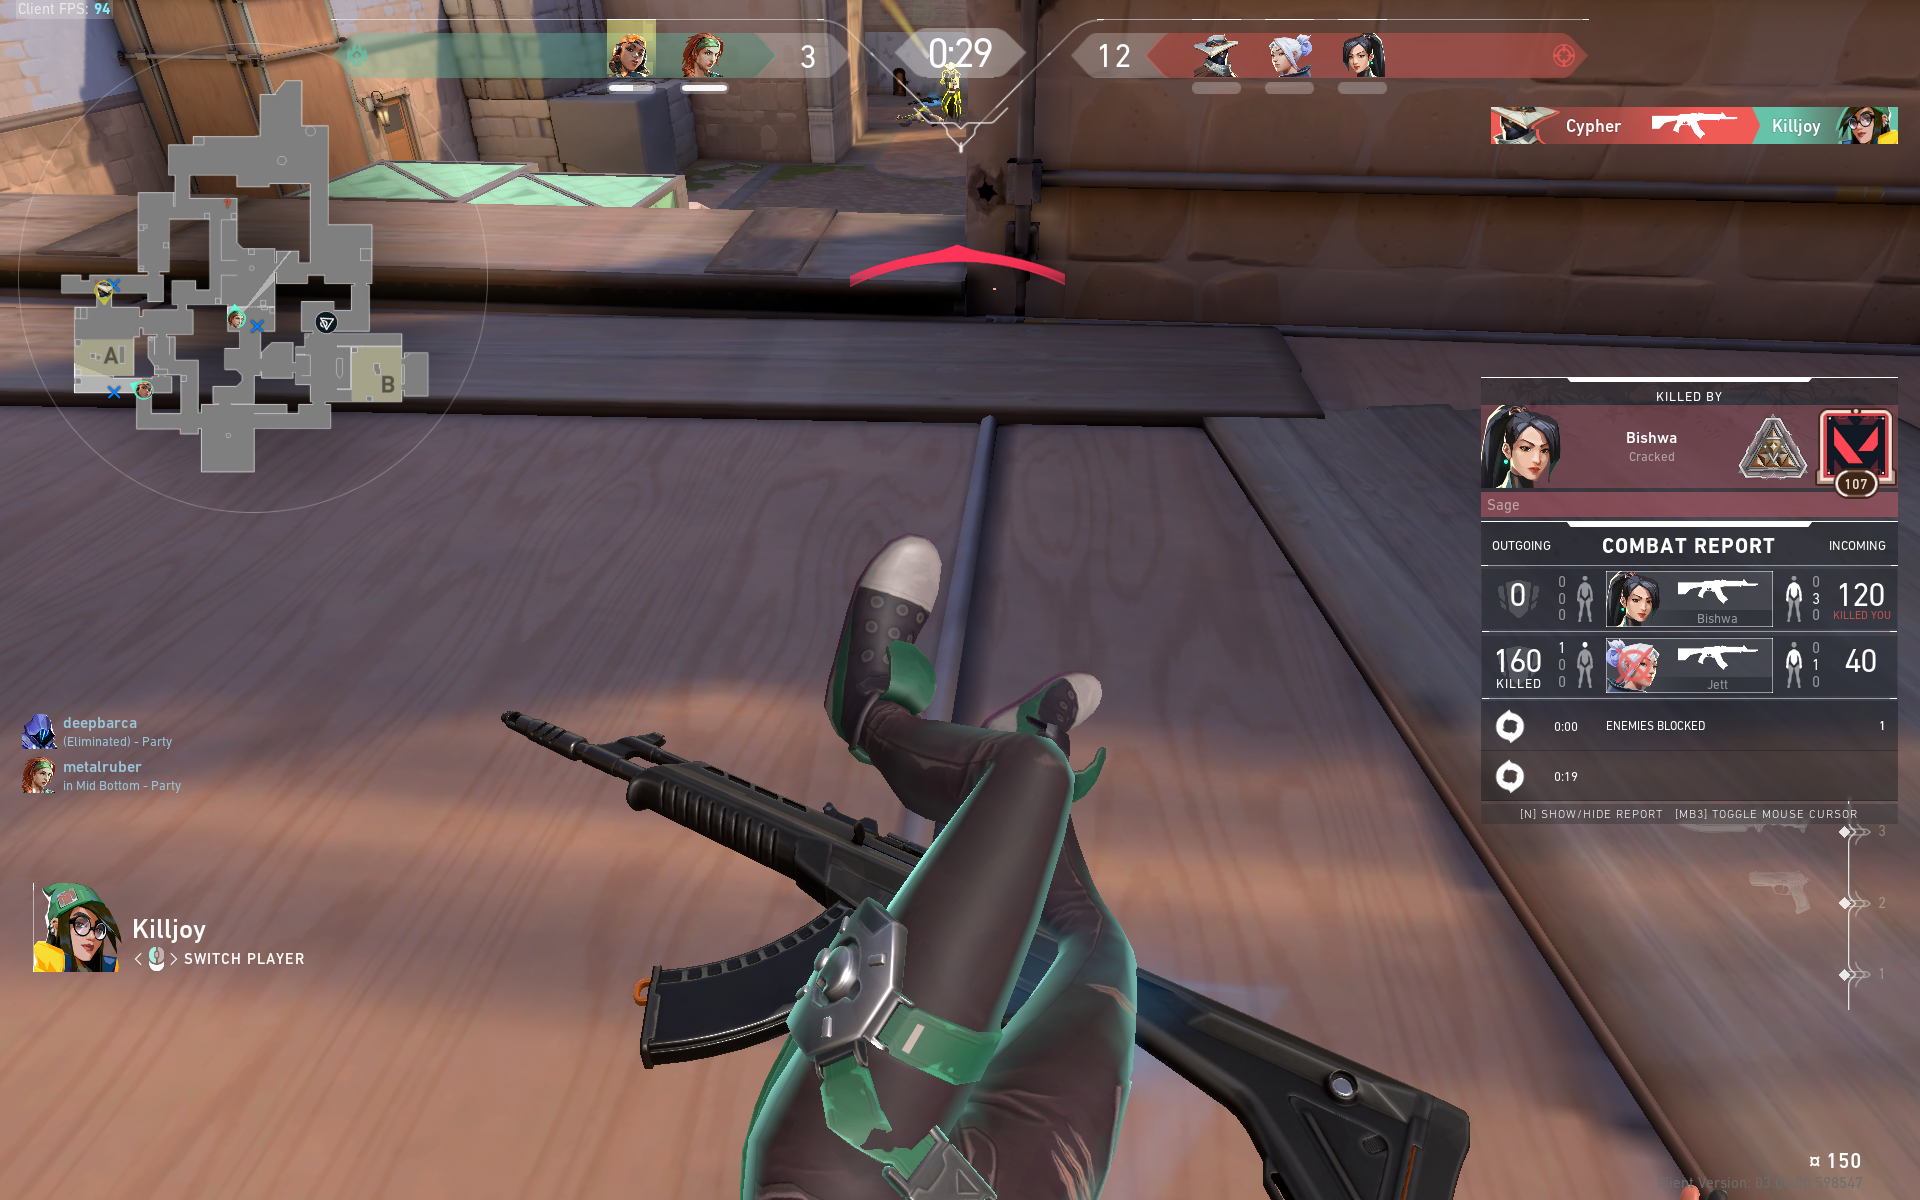 Client FPS: 94
3
0:29
12
Cypher
Killjoy
A
B
KILLED BY
Bishwa
Cracked
107
Sage
OUTGOING
COMBAT REPORT
INCOMING
0
0
0
0
Bishwa
0
3
0
120
KILLED YOU
160
KILLED
1
0
0
Jett
0
1
0
40
0:00
ENEMIES BLOCKED
1
0:19
[N] SHOW/HIDE REPORT [MB3] TOGGLE MOUSE CURSOR
3
2
1
deepbarca
(Eliminated) - Party
metalruber
in Mid Bottom - Party
Killjoy
< > SWITCH PLAYER
¤ 150
Client Version: 598547